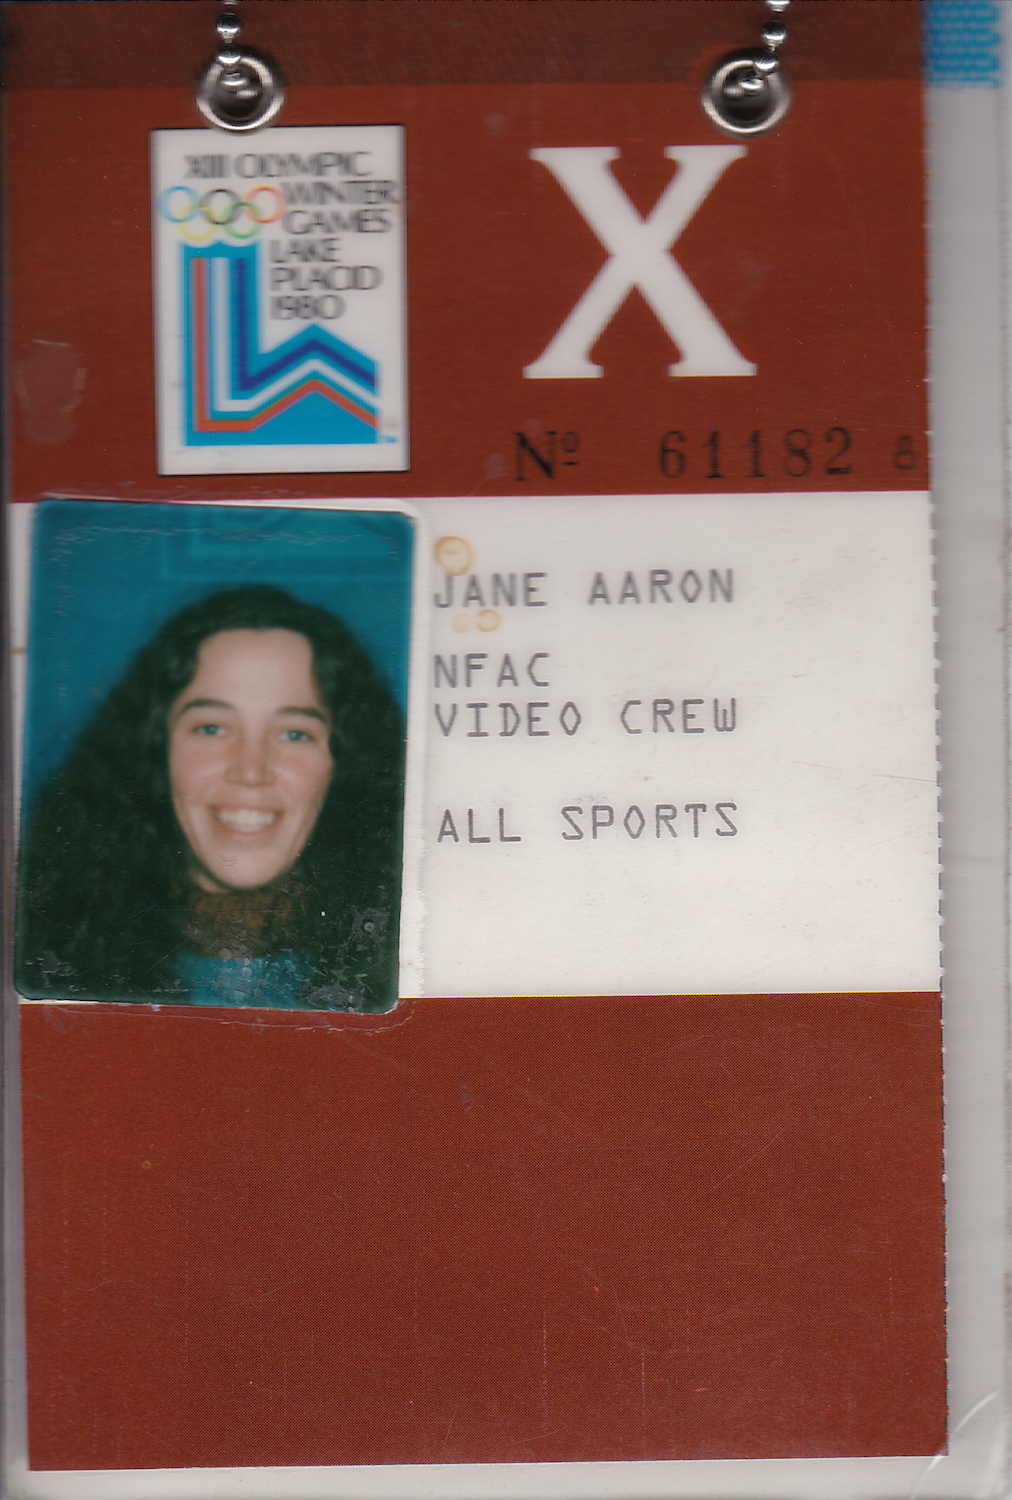 XIII OLYMPIC
WINTER
GAMES
LAKE
PLACID
1980
X
Nº 61182 8
JANE AARON
NFAC
VIDEO CREW
ALL SPORTS